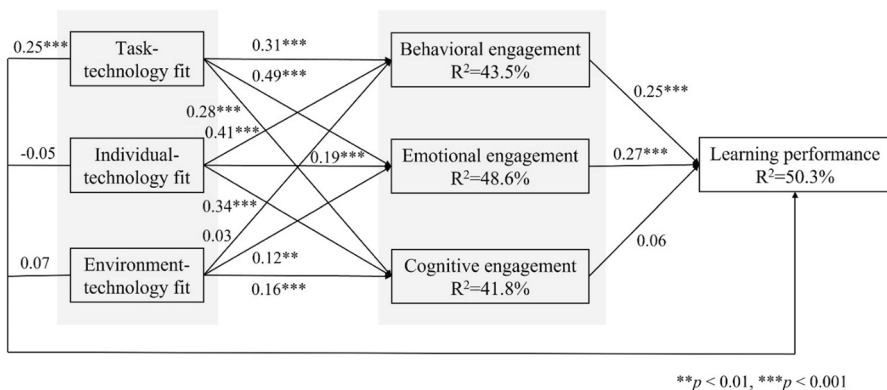 0.25***
Task-
technology fit
0.31***
0.49***
0.28***
Behavioral engagement
R²=43.5%
0.25***
-0.05
Individual-
technology fit
0.41***
0.19***
0.34***
Emotional engagement
R²=48.6%
0.27***
Learning performance
R²=50.3%
0.07
Environment-
technology fit
0.03
0.12**
0.16***
Cognitive engagement
R²=41.8%
0.06
**p < 0.01, ***p < 0.001